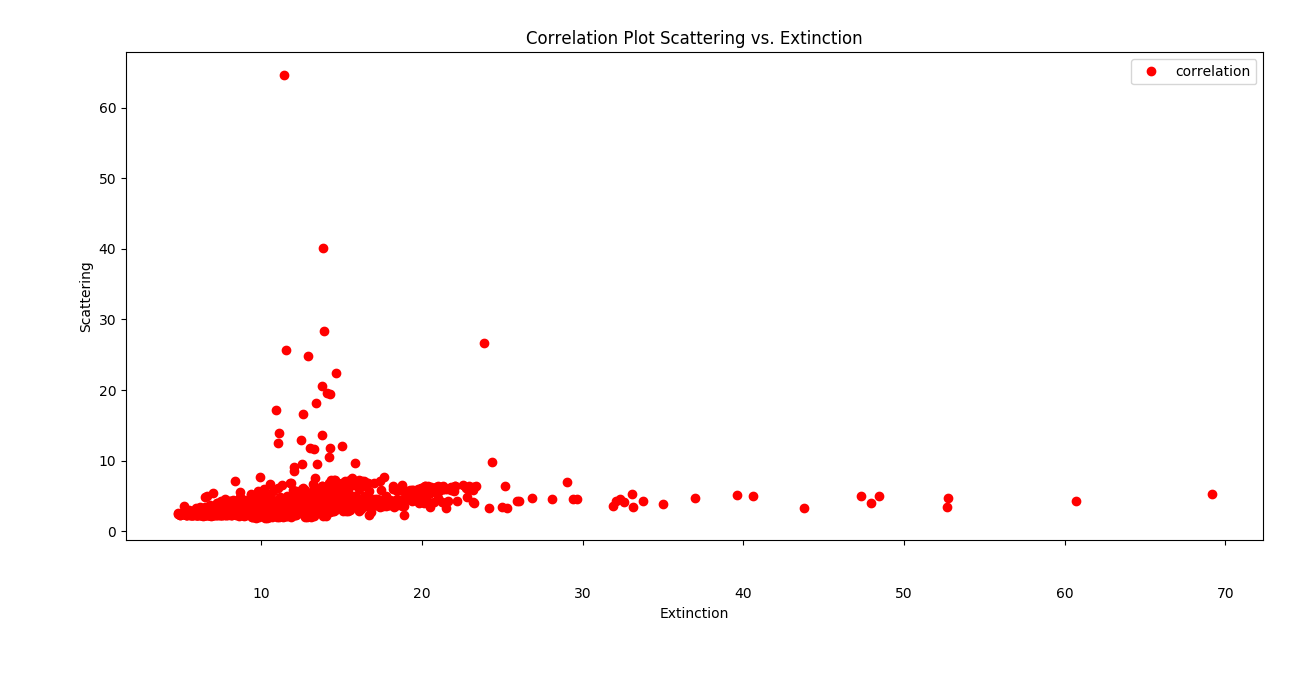 Correlation Plot Scattering vs. Extinction
correlation
Scattering
60
50
40
30
20
10
0
10 20 30 40 50 60 70
Extinction